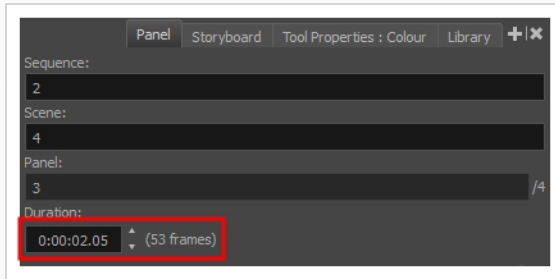 Panel Storyboard Tool Properties : Colour Library
Sequence:
2
Scene:
4
Panel:
3 /4
Duration:
0:00:02.05 (53 frames)